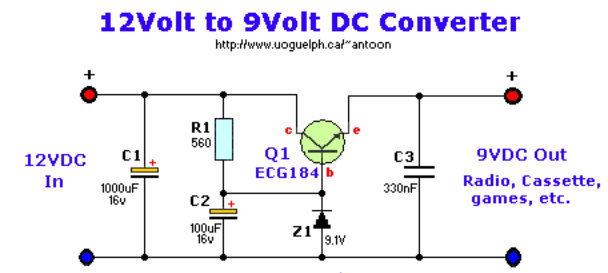 12Volt to 9Volt DC Converter
http://www.uoguelph.ca/~antoon
+
+
R1
560
c
e
Q1
ECG184
b
12VDC
In
C1
+
1000uF
16v
C2
+
100uF
16v
Z1
9.1V
C3
330nF
9VDC Out
Radio, Cassette,
games, etc.